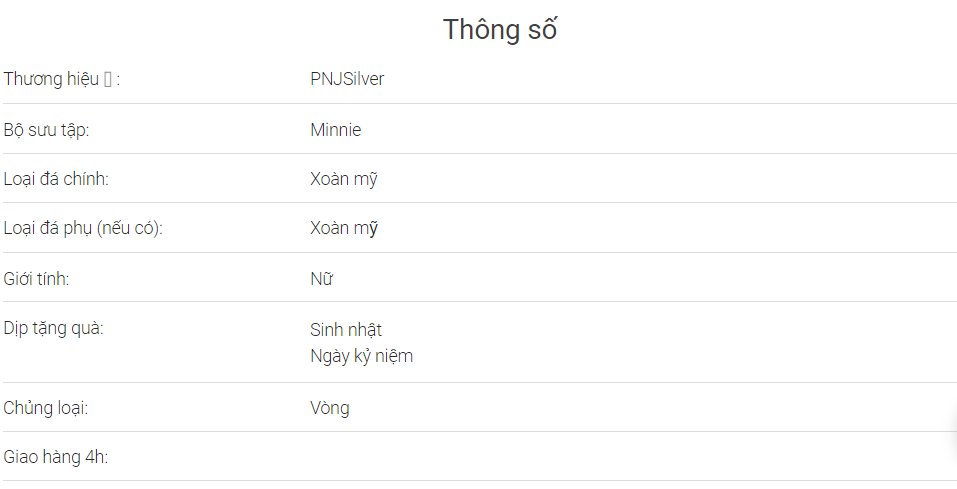 Thông số
Thương hiệu : PNJSilver
Bộ sưu tập: Minnie
Loại đá chính: Xoàn mỹ
Loại đá phụ (nếu có): Xoàn mỹ
Giới tính: Nữ
Dịp tặng quà: Sinh nhật
Ngày kỷ niệm
Chủng loại: Vòng
Giao hàng 4h: